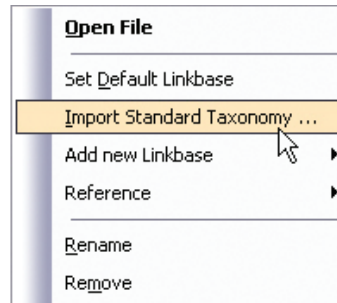 Open File
Set Default Linkbase
Import Standard Taxonomy ...
Add new Linkbase
Reference
Rename
Remove